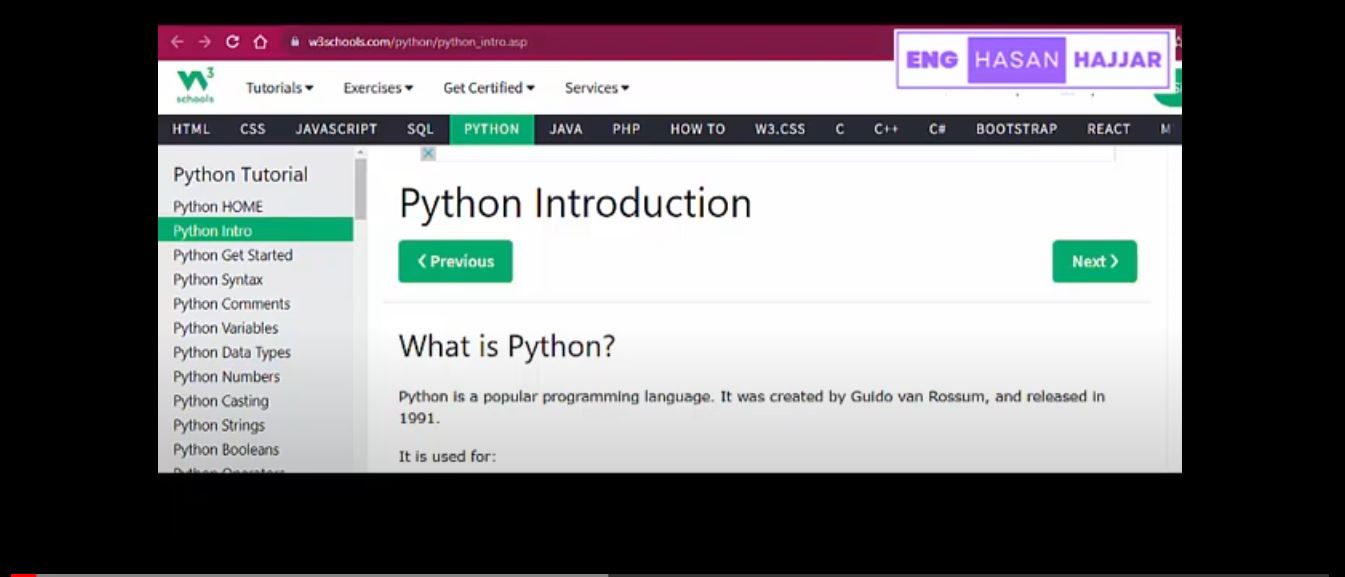 w3schools.com/python/python_intro.asp
ENG HASAN HAJJAR
W3
schools
Tutorials Exercises Get Certified Services
HTML CSS JAVASCRIPT SQL PYTHON JAVA PHP HOW TO W3.CSS C C++ C# BOOTSTRAP REACT
Python Tutorial
Python HOME
Python Intro
Python Get Started
Python Syntax
Python Comments
Python Variables
Python Data Types
Python Numbers
Python Casting
Python Strings
Python Booleans
Python Operators
Python Introduction
❮ Previous
Next ❯
What is Python?
Python is a popular programming language. It was created by Guido van Rossum, and released in
1991.
It is used for: